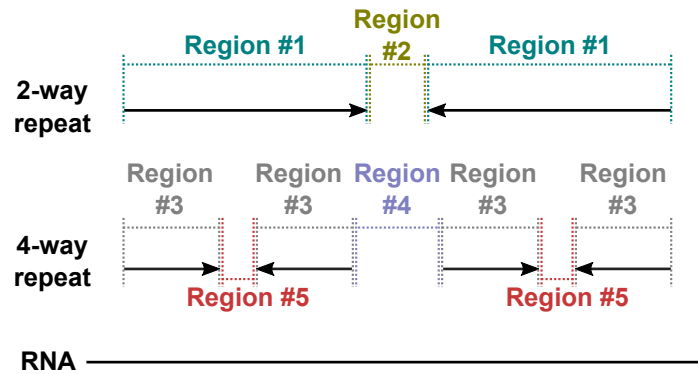 Region #1
Region
#2
Region #1
2-way
repeat
Region
#3
Region
#3
Region
#4
Region
#3
Region
#3
4-way
repeat
Region #5
Region #5
RNA